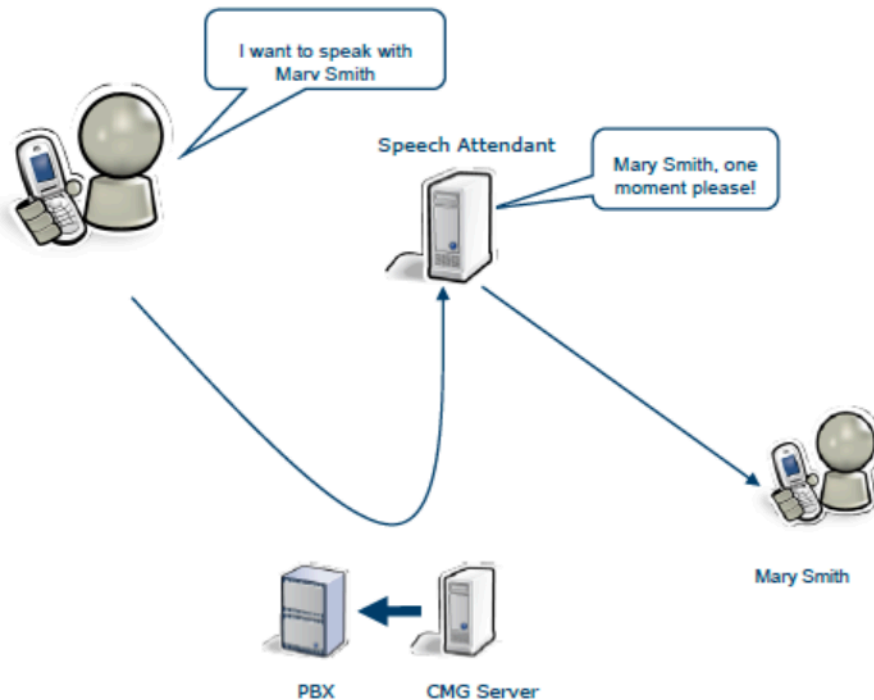 I want to speak with
Mary Smith
Speech Attendant
Mary Smith, one
moment please!
Mary Smith
PBX
CMG Server